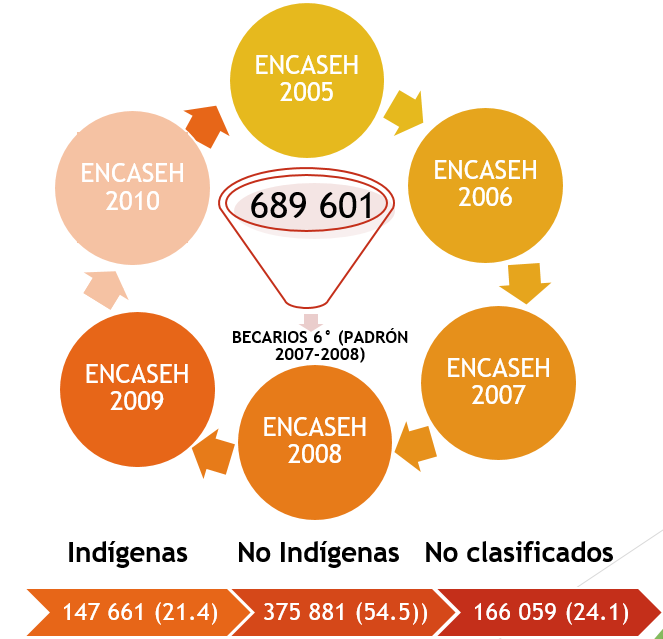 ENCASEH
2005
ENCASEH
2006
ENCASEH
2007
ENCASEH
2008
ENCASEH
2009
ENCASEH
2010
689 601
BECARIOS 6° (PADRÓN
2007-2008)
Indígenas No Indígenas No clasificados
147 661 (21.4) 375 881 (54.5)) 166 059 (24.1)